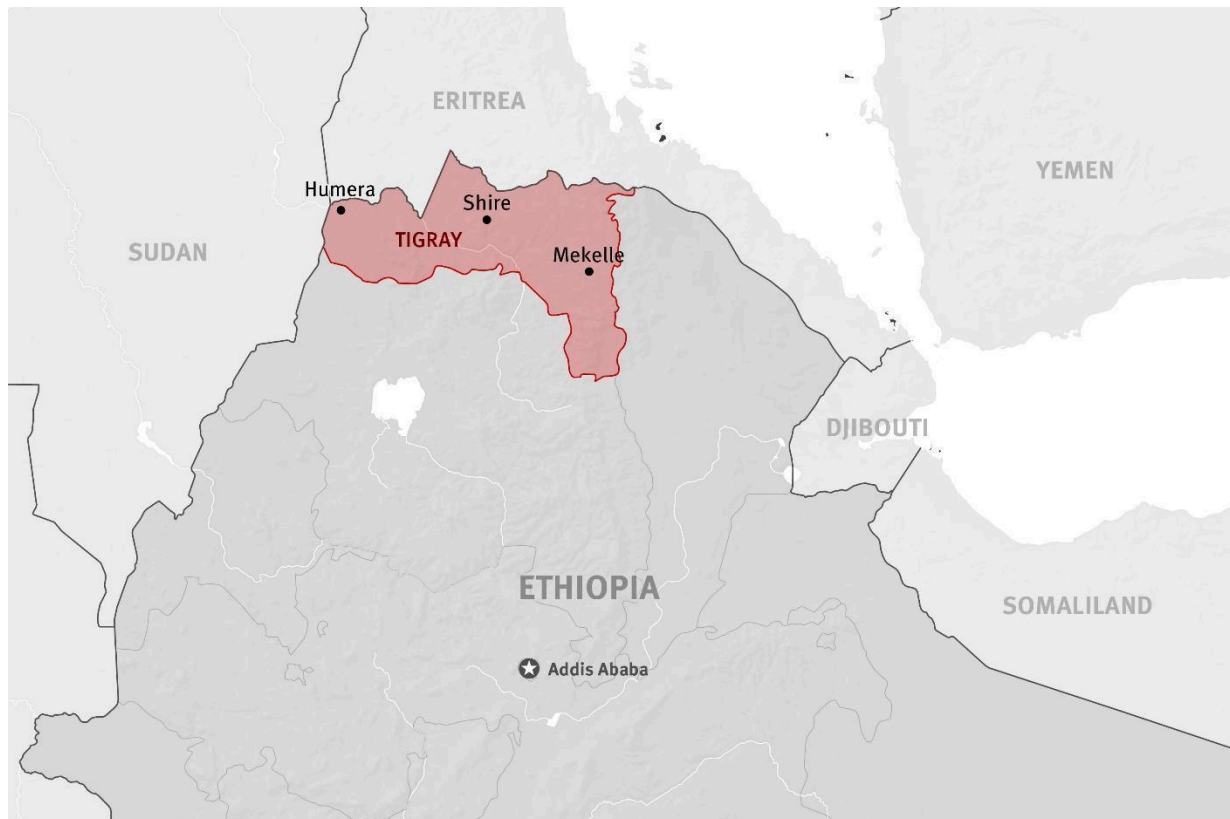 ERITREA
YEMEN
Humera
Shire
TIGRAY
SUDAN
Mekelle
DJIBOUTI
ETHIOPIA
SOMALILAND
Addis Ababa